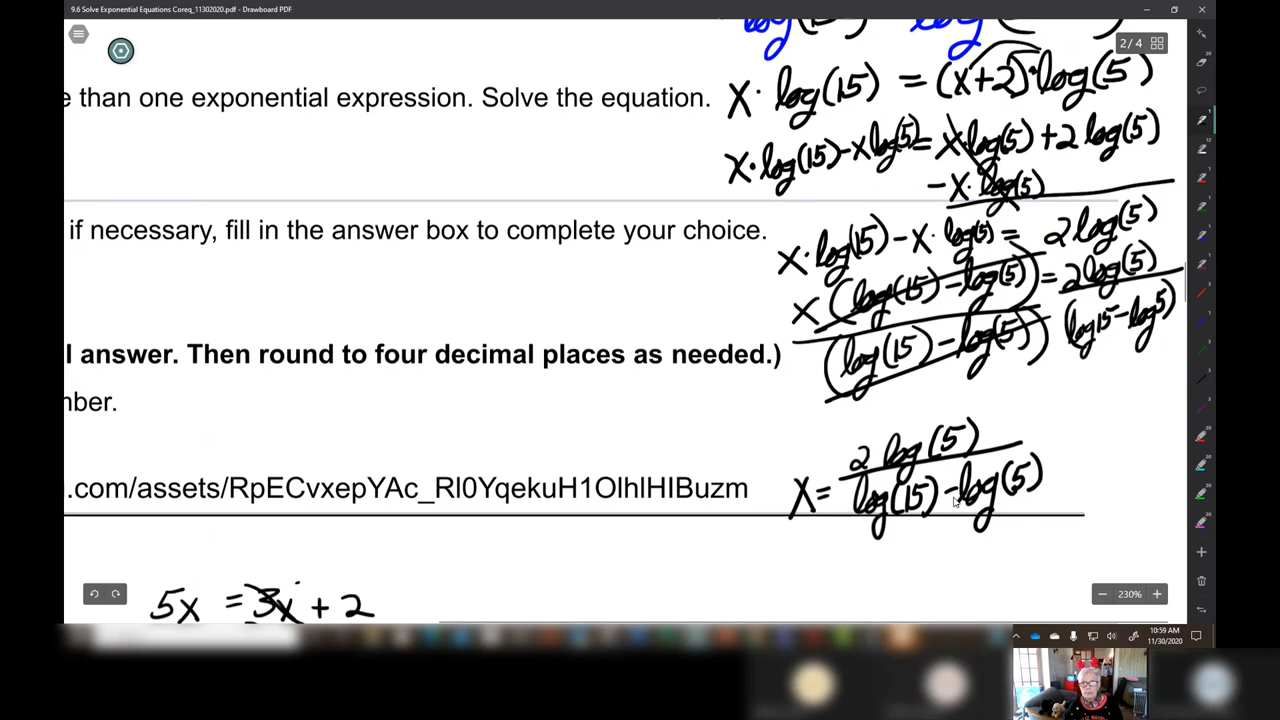 9.6 Solve Exponential Equations Coreq_11302020.pdf - Drawboard PDF
2/4
e than one exponential expression. Solve the equation.
x · log(15) = (x+2)·log(5)
x·log(15)-xlog(5)= x·log(5) + 2 log(5)
-x·log(5)
if necessary, fill in the answer box to complete your choice.
x·log(15) - x·log(5) = 2log(5)
x (log(15)-log(5)) = 2log(5)
(log(15) - log(5)) (log15-log5)
l answer. Then round to four decimal places as needed.)
mber.
2 log(5)
x= log(15)-log(5)
.com/assets/RpECvxepYAc_Rl0YqekuH1OlhlHIBuzm
5x = 3x + 2
230%
10:59 AM
11/30/2020